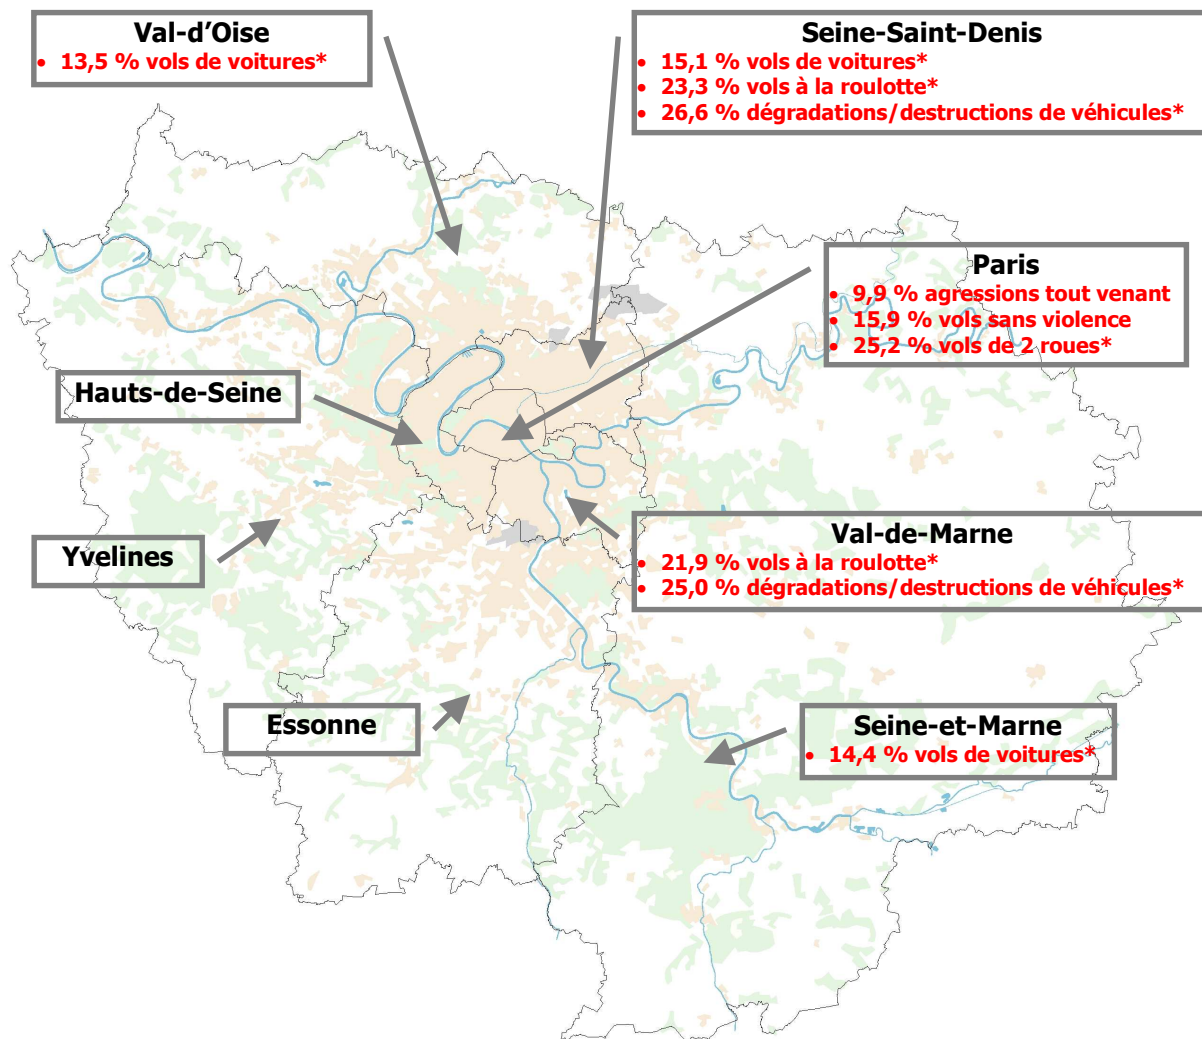 Val-d’Oise
• 13,5 % vols de voitures*
Seine-Saint-Denis
• 15,1 % vols de voitures*
• 23,3 % vols à la roulotte*
• 26,6 % dégradations/destructions de véhicules*
Paris
• 9,9 % agressions tout venant
• 15,9 % vols sans violence
• 25,2 % vols de 2 roues*
Hauts-de-Seine
Yvelines
Val-de-Marne
• 21,9 % vols à la roulotte*
• 25,0 % dégradations/destructions de véhicules*
Essonne
Seine-et-Marne
• 14,4 % vols de voitures*